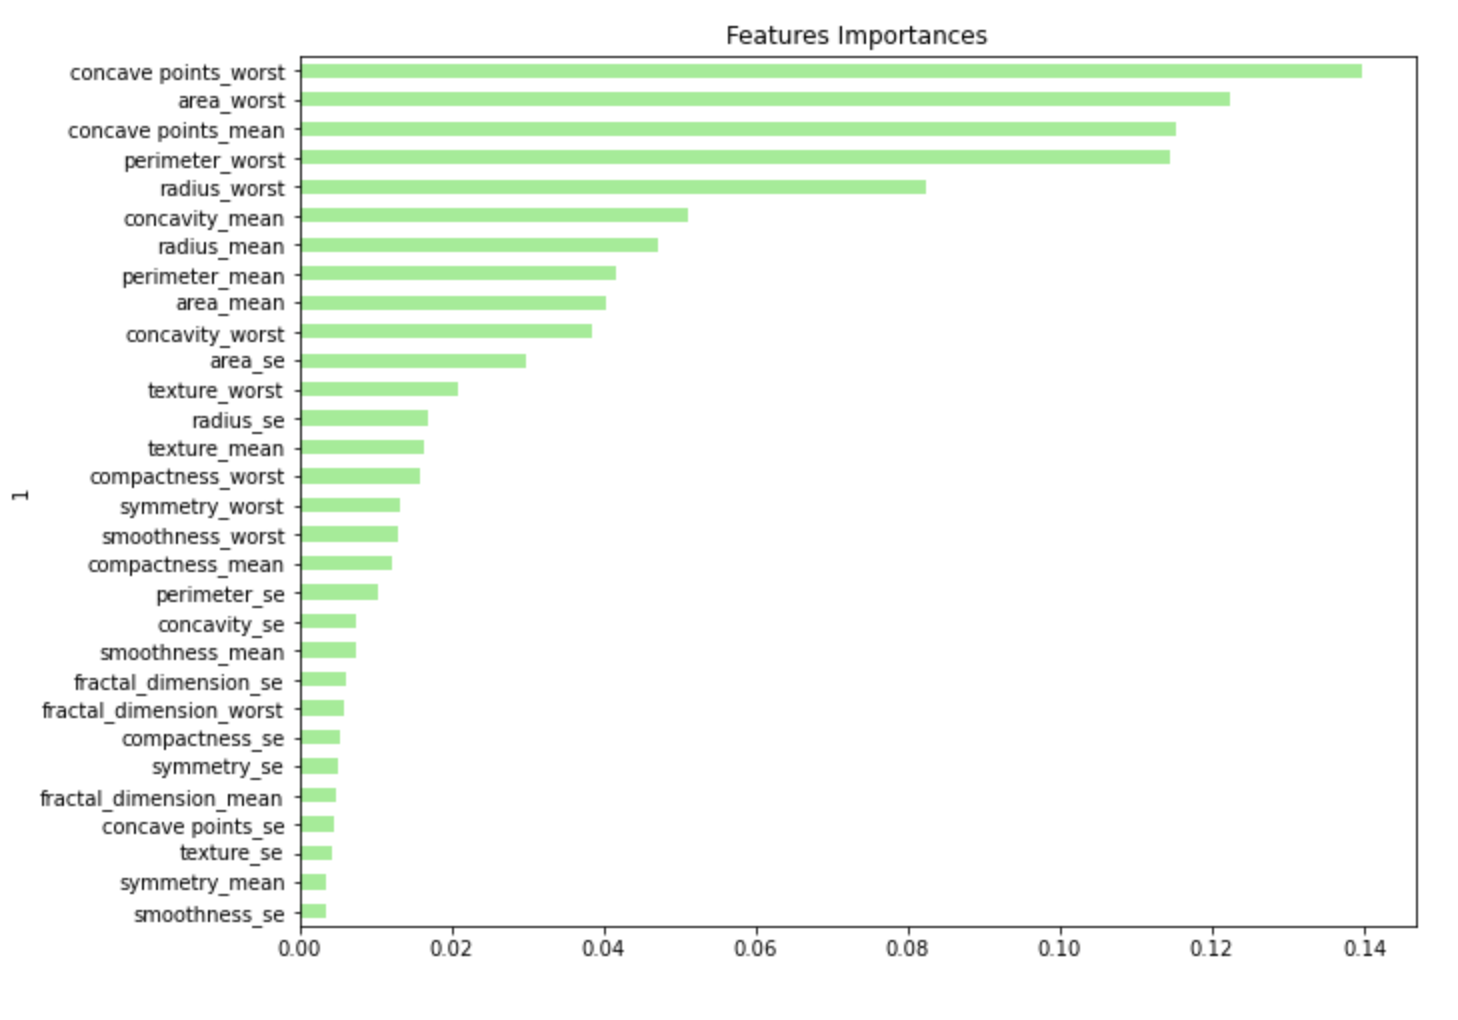 Features Importances
concave points_worst
area_worst
concave points_mean
perimeter_worst
radius_worst
concavity_mean
radius_mean
perimeter_mean
area_mean
concavity_worst
area_se
texture_worst
radius_se
texture_mean
compactness_worst
symmetry_worst
smoothness_worst
compactness_mean
perimeter_se
concavity_se
smoothness_mean
fractal_dimension_se
fractal_dimension_worst
compactness_se
symmetry_se
fractal_dimension_mean
concave points_se
texture_se
symmetry_mean
smoothness_se
1
0.00 0.02 0.04 0.06 0.08 0.10 0.12 0.14